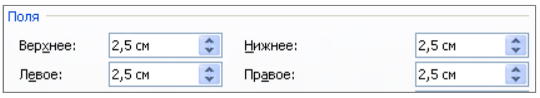 Поля
Верхнее: 2,5 см Нижнее: 2,5 см
Левое: 2,5 см Правое: 2,5 см